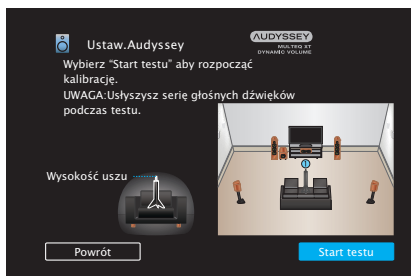 Ustaw.Audyssey
AUDYSSEY
MULTEQ XT
DYNAMIC VOLUME
Wybierz "Start testu" aby rozpocząć
kalibrację.
UWAGA:Usłyszysz serię głośnych dźwięków
podczas testu.
Wysokość uszu
Powrót
Start testu